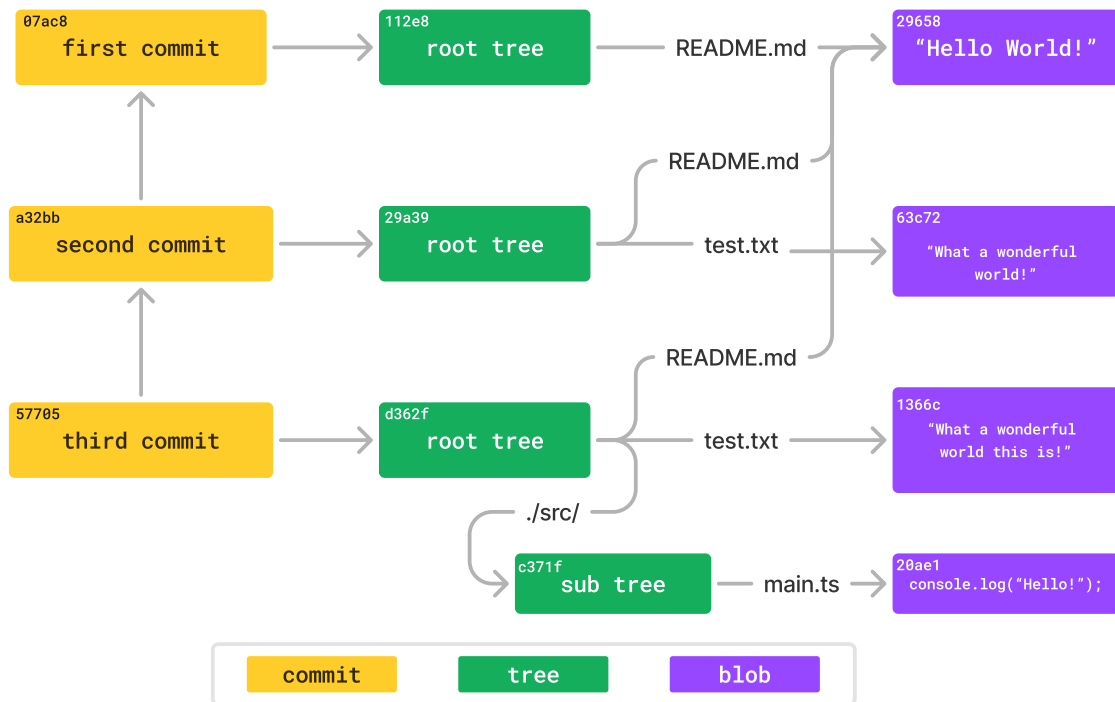 07ac8
first commit
112e8
root tree
README.md
29658
“Hello World!”
README.md
a32bb
second commit
29a39
root tree
test.txt
63c72
“What a wonderful
world!”
README.md
57705
third commit
d362f
root tree
test.txt
1366c
“What a wonderful
world this is!”
./src/
c371f
sub tree
main.ts
20ae1
console.log(“Hello!”);
commit
tree
blob